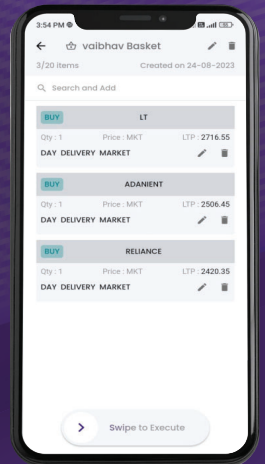 3:54 PM
vaibhav Basket
3/20 items Created on 24-08-2023
Search and Add
BUY LT
Qty : 1 Price : MKT LTP : 2716.55
DAY DELIVERY MARKET
BUY ADANIENT
Qty : 1 Price : MKT LTP : 2506.45
DAY DELIVERY MARKET
BUY RELIANCE
Qty : 1 Price : MKT LTP : 2420.35
DAY DELIVERY MARKET
Swipe to Execute